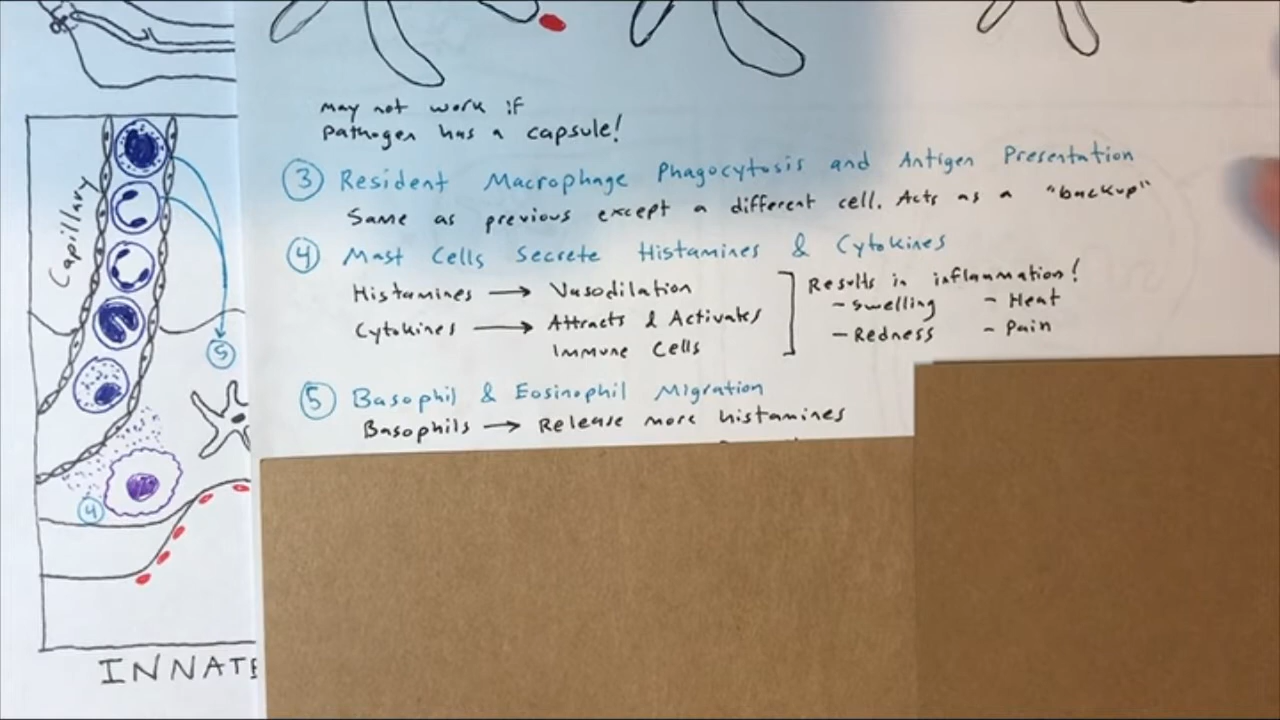 may not work if
pathogen has a capsule!
③ Resident Macrophage Phagocytosis and Antigen Presentation
Same as previous except a different cell. Acts as a "backup"
④ Mast Cells Secrete Histamines & Cytokines
Histamines → Vasodilation
Cytokines → Attracts & Activates
Immune Cells
Results in inflammation!
- Swelling - Heat
- Redness - Pain
⑤ Basophil & Eosinophil Migration
Basophils → Release more histamines
Capillary
5
4
INNATE